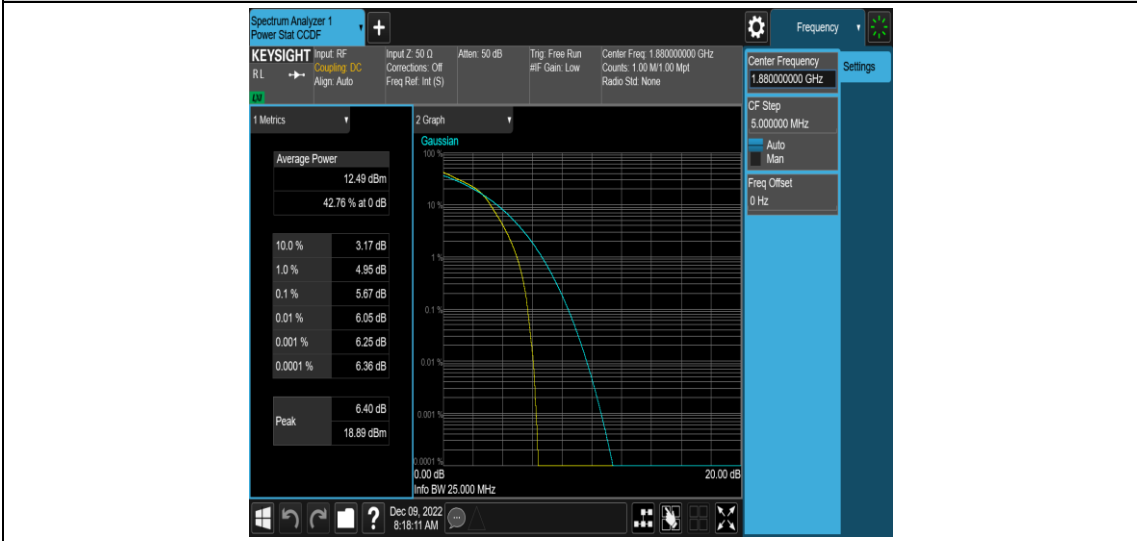 Spectrum Analyzer 1
Power Stat CCDF
+
Frequency
KEYSIGHT
Input: RF
Coupling: DC
Align: Auto
RL
LXI
Input Z: 50 Ω
Corrections: Off
Freq Ref: Int (S)
Atten: 50 dB
Trig: Free Run
#IF Gain: Low
Center Freq: 1.880000000 GHz
Counts: 1.00 M/1.00 Mpt
Radio Std: None
Center Frequency
1.880000000 GHz
Settings
CF Step
5.000000 MHz
Auto
Man
Freq Offset
0 Hz
1 Metrics
Average Power
12.49 dBm
42.76 % at 0 dB
10.0 % 3.17 dB
1.0 % 4.95 dB
0.1 % 5.67 dB
0.01 % 6.05 dB
0.001 % 6.25 dB
0.0001 % 6.36 dB
Peak
6.40 dB
18.89 dBm
2 Graph
Gaussian
100 %
10 %
1 %
0.1 %
0.01 %
0.001 %
0.0001 %
0.00 dB 20.00 dB
Info BW 25.000 MHz
?
Dec 09, 2022
8:18:11 AM